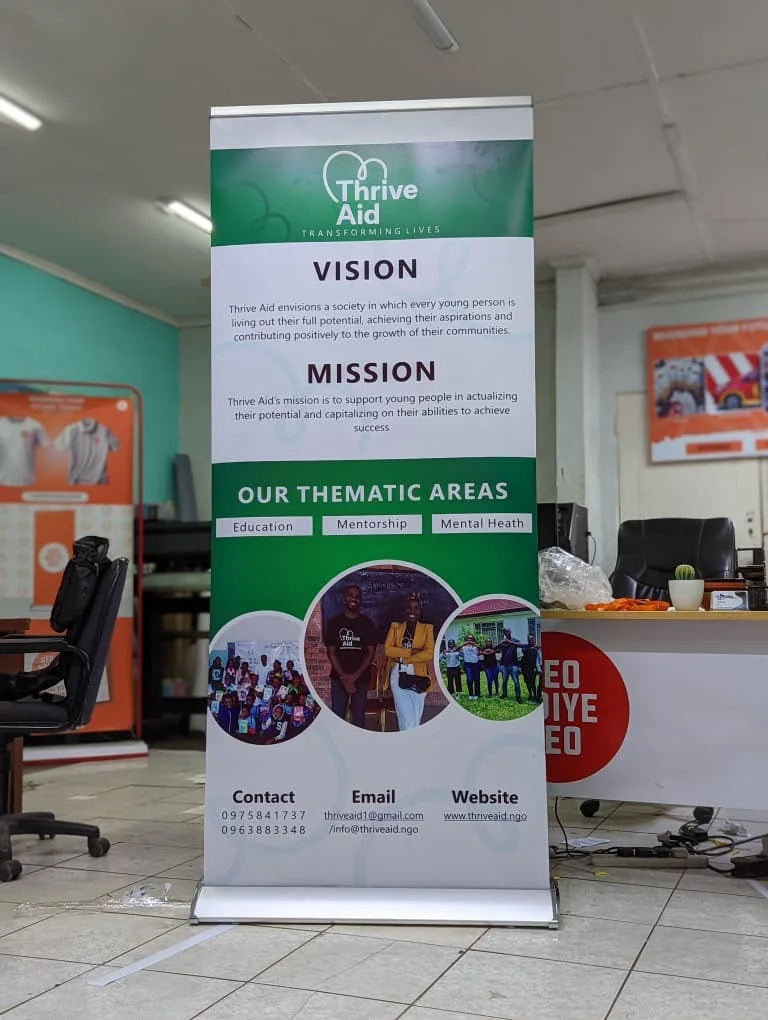 Thrive
Aid
TRANSFORMING LIVES
VISION
Thrive Aid envisions a society in which every young person is
living out their full potential, achieving their aspirations and
contributing positively to the growth of their communities.
MISSION
Thrive Aid's mission is to support young people in actualizing
their potential and capitalizing on their abilities to achieve
success
OUR THEMATIC AREAS
Education Mentorship Mental Heath
Thrive
Aid
Contact Email Website
0975841737 thriveaid1@gmail.com www.thriveaid.ngo
0963883348 /info@thriveaid.ngo
EO
DIYE
EO